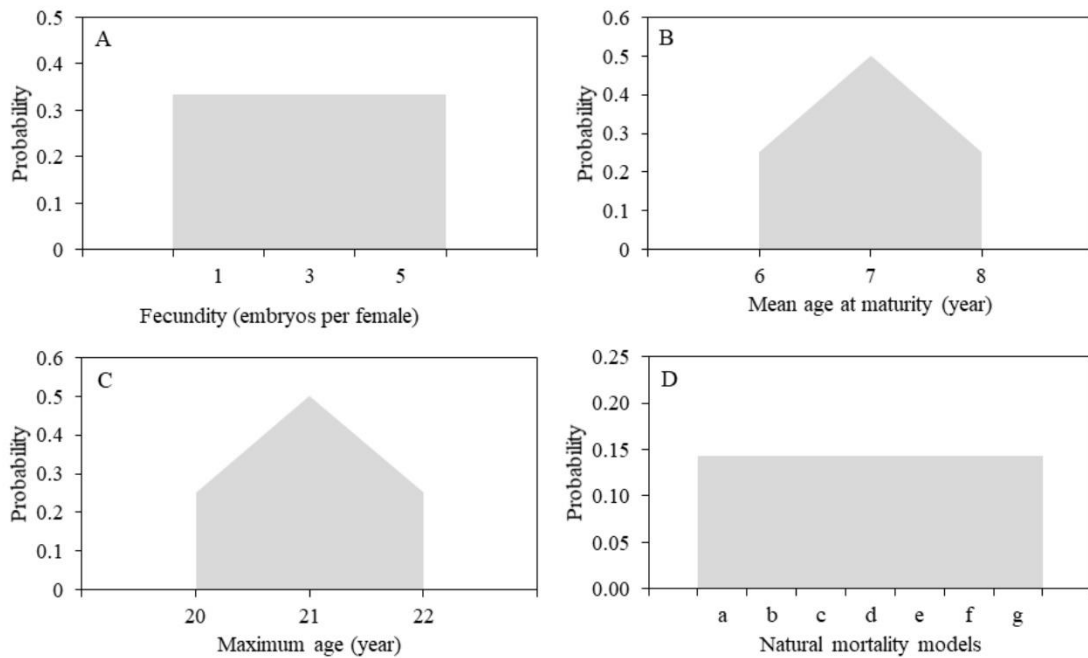 A
Probability
0.5
0.4
0.3
0.2
0.1
0
1 3 5
Fecundity (embryos per female)
B
Probability
0.6
0.5
0.4
0.3
0.2
0.1
0
6 7 8
Mean age at maturity (year)
C
Probability
0.6
0.5
0.4
0.3
0.2
0.1
0
20 21 22
Maximum age (year)
D
Probability
0.25
0.20
0.15
0.10
0.05
0.00
a b c d e f g
Natural mortality models